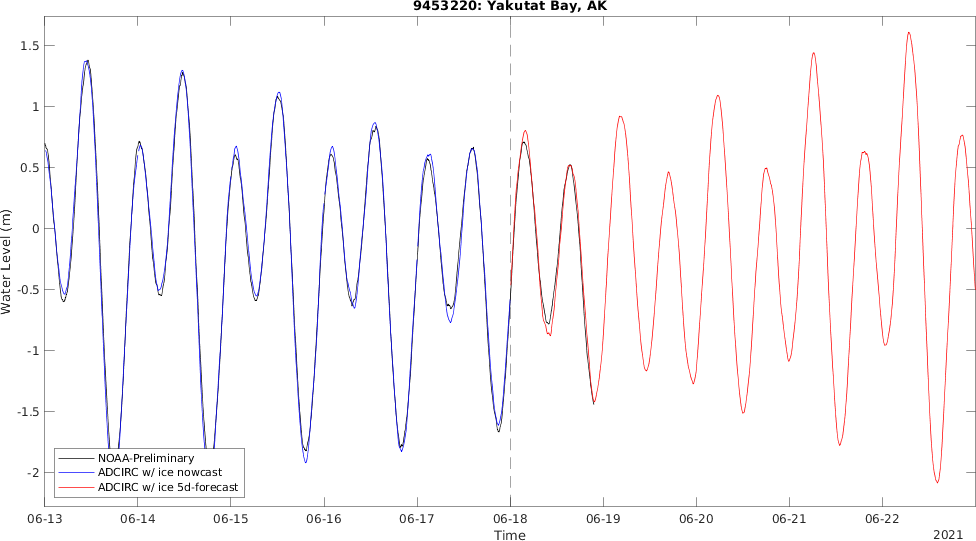 9453220: Yakutat Bay, AK
1.5
1
0.5
0
-0.5
-1
-1.5
-2
Water Level (m)
NOAA-Preliminary
ADCIRC w/ ice nowcast
ADCIRC w/ ice 5d-forecast
06-13 06-14 06-15 06-16 06-17 06-18 06-19 06-20 06-21 06-22
Time
2021